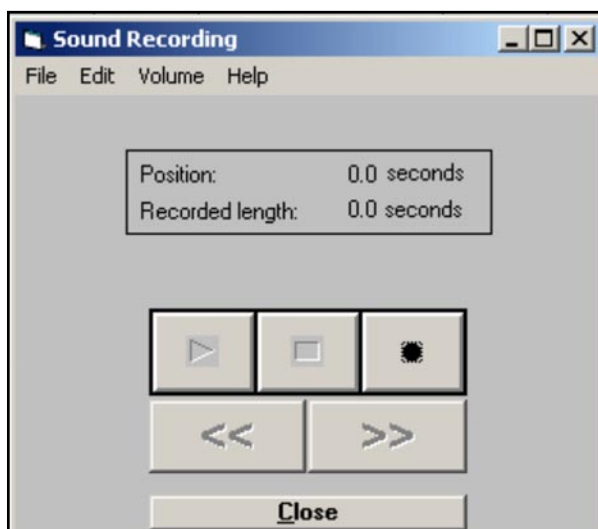 Sound Recording
File Edit Volume Help
Position: 0.0 seconds
Recorded length: 0.0 seconds
<< >>
Close